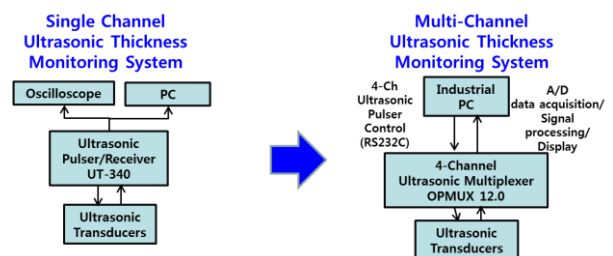 Single Channel
Ultrasonic Thickness
Monitoring System
Oscilloscope
PC
Ultrasonic
Pulser/Receiver
UT-340
Ultrasonic
Transducers
Multi-Channel
Ultrasonic Thickness
Monitoring System
4-Ch
Ultrasonic
Pulser
Control
(RS232C)
Industrial
PC
A/D
data acquisition/
Signal
processing/
Display
4-Channel
Ultrasonic Multiplexer
OPMUX 12.0
Ultrasonic
Transducers